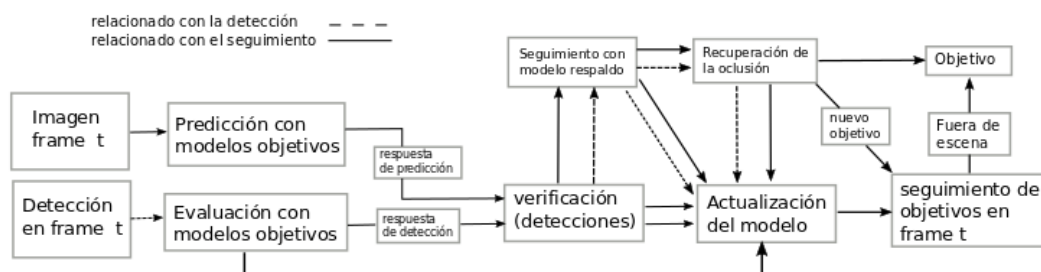 relacionado con la detección
relacionado con el seguimiento
Seguimiento con
modelo respaldo
Recuperación de
la oclusión
Objetivo
Imagen
frame t
Predicción con
modelos objetivos
respuesta
de predicción
nuevo
objetivo
Fuera de
escena
Detección
en frame t
Evaluación con
modelos objetivos
respuesta
de detección
verificación
(detecciones)
Actualización
del modelo
seguimiento de
objetivos en
frame t